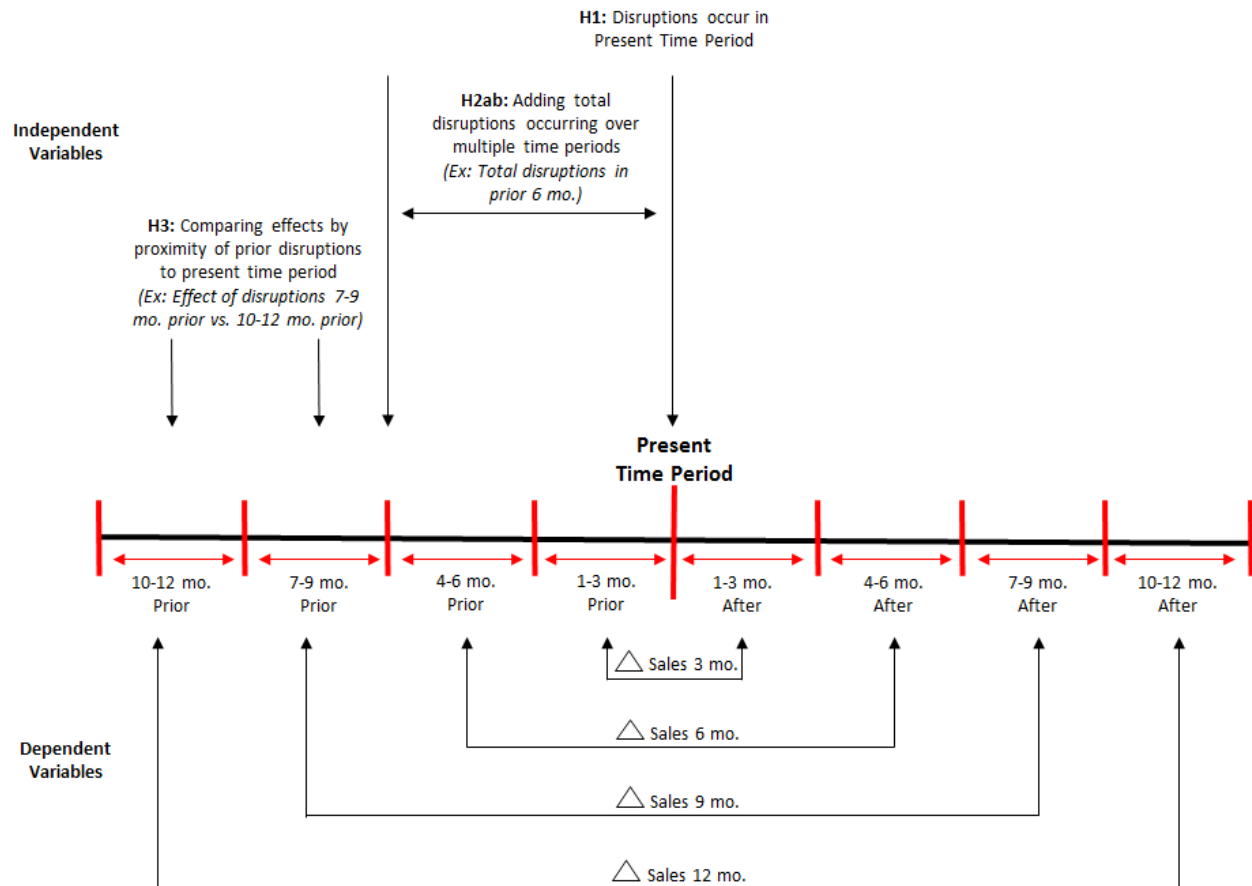 H1: Disruptions occur in
Present Time Period
H2ab: Adding total
disruptions occurring over
multiple time periods
(Ex: Total disruptions in
prior 6 mo.)
Independent
Variables
H3: Comparing effects by
proximity of prior disruptions
to present time period
(Ex: Effect of disruptions 7-9
mo. prior vs. 10-12 mo. prior)
Present
Time Period
10-12 mo.
Prior
7-9 mo.
Prior
4-6 mo.
Prior
1-3 mo.
Prior
1-3 mo.
After
4-6 mo.
After
7-9 mo.
After
10-12 mo.
After
△ Sales 3 mo.
△ Sales 6 mo.
Dependent
Variables
△ Sales 9 mo.
△ Sales 12 mo.